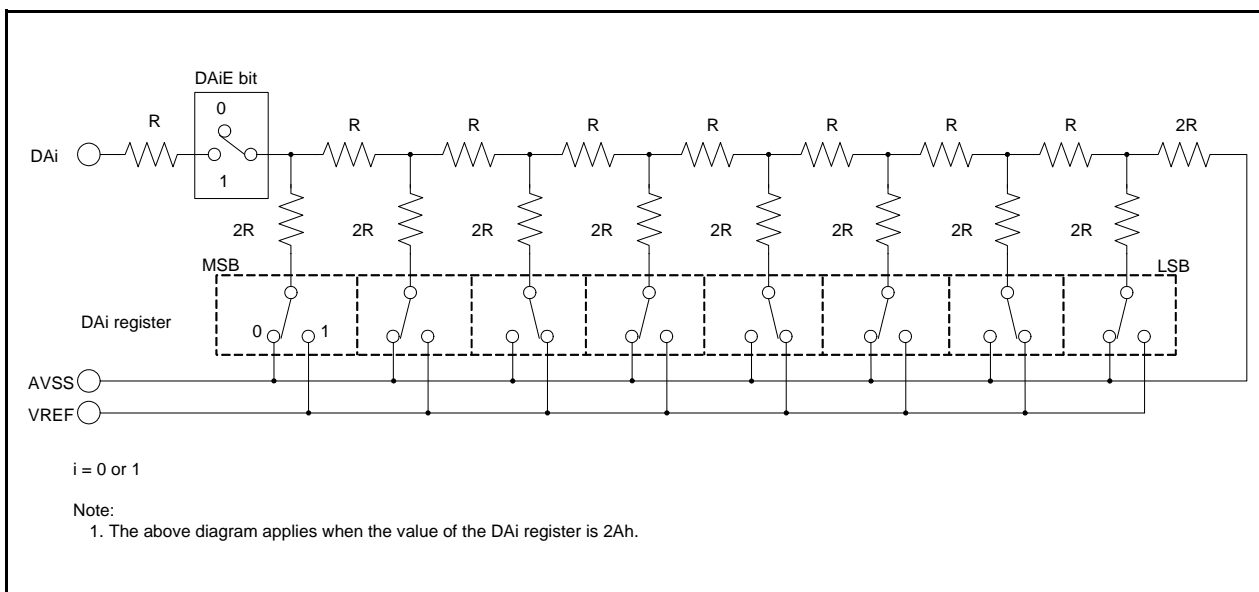 DAiE bit
0
R R R R R R R R 2R
DAi
1
2R 2R 2R 2R 2R 2R 2R 2R
MSB LSB
DAi register 0 1
AVSS
VREF
i = 0 or 1
Note:
1. The above diagram applies when the value of the DAi register is 2Ah.